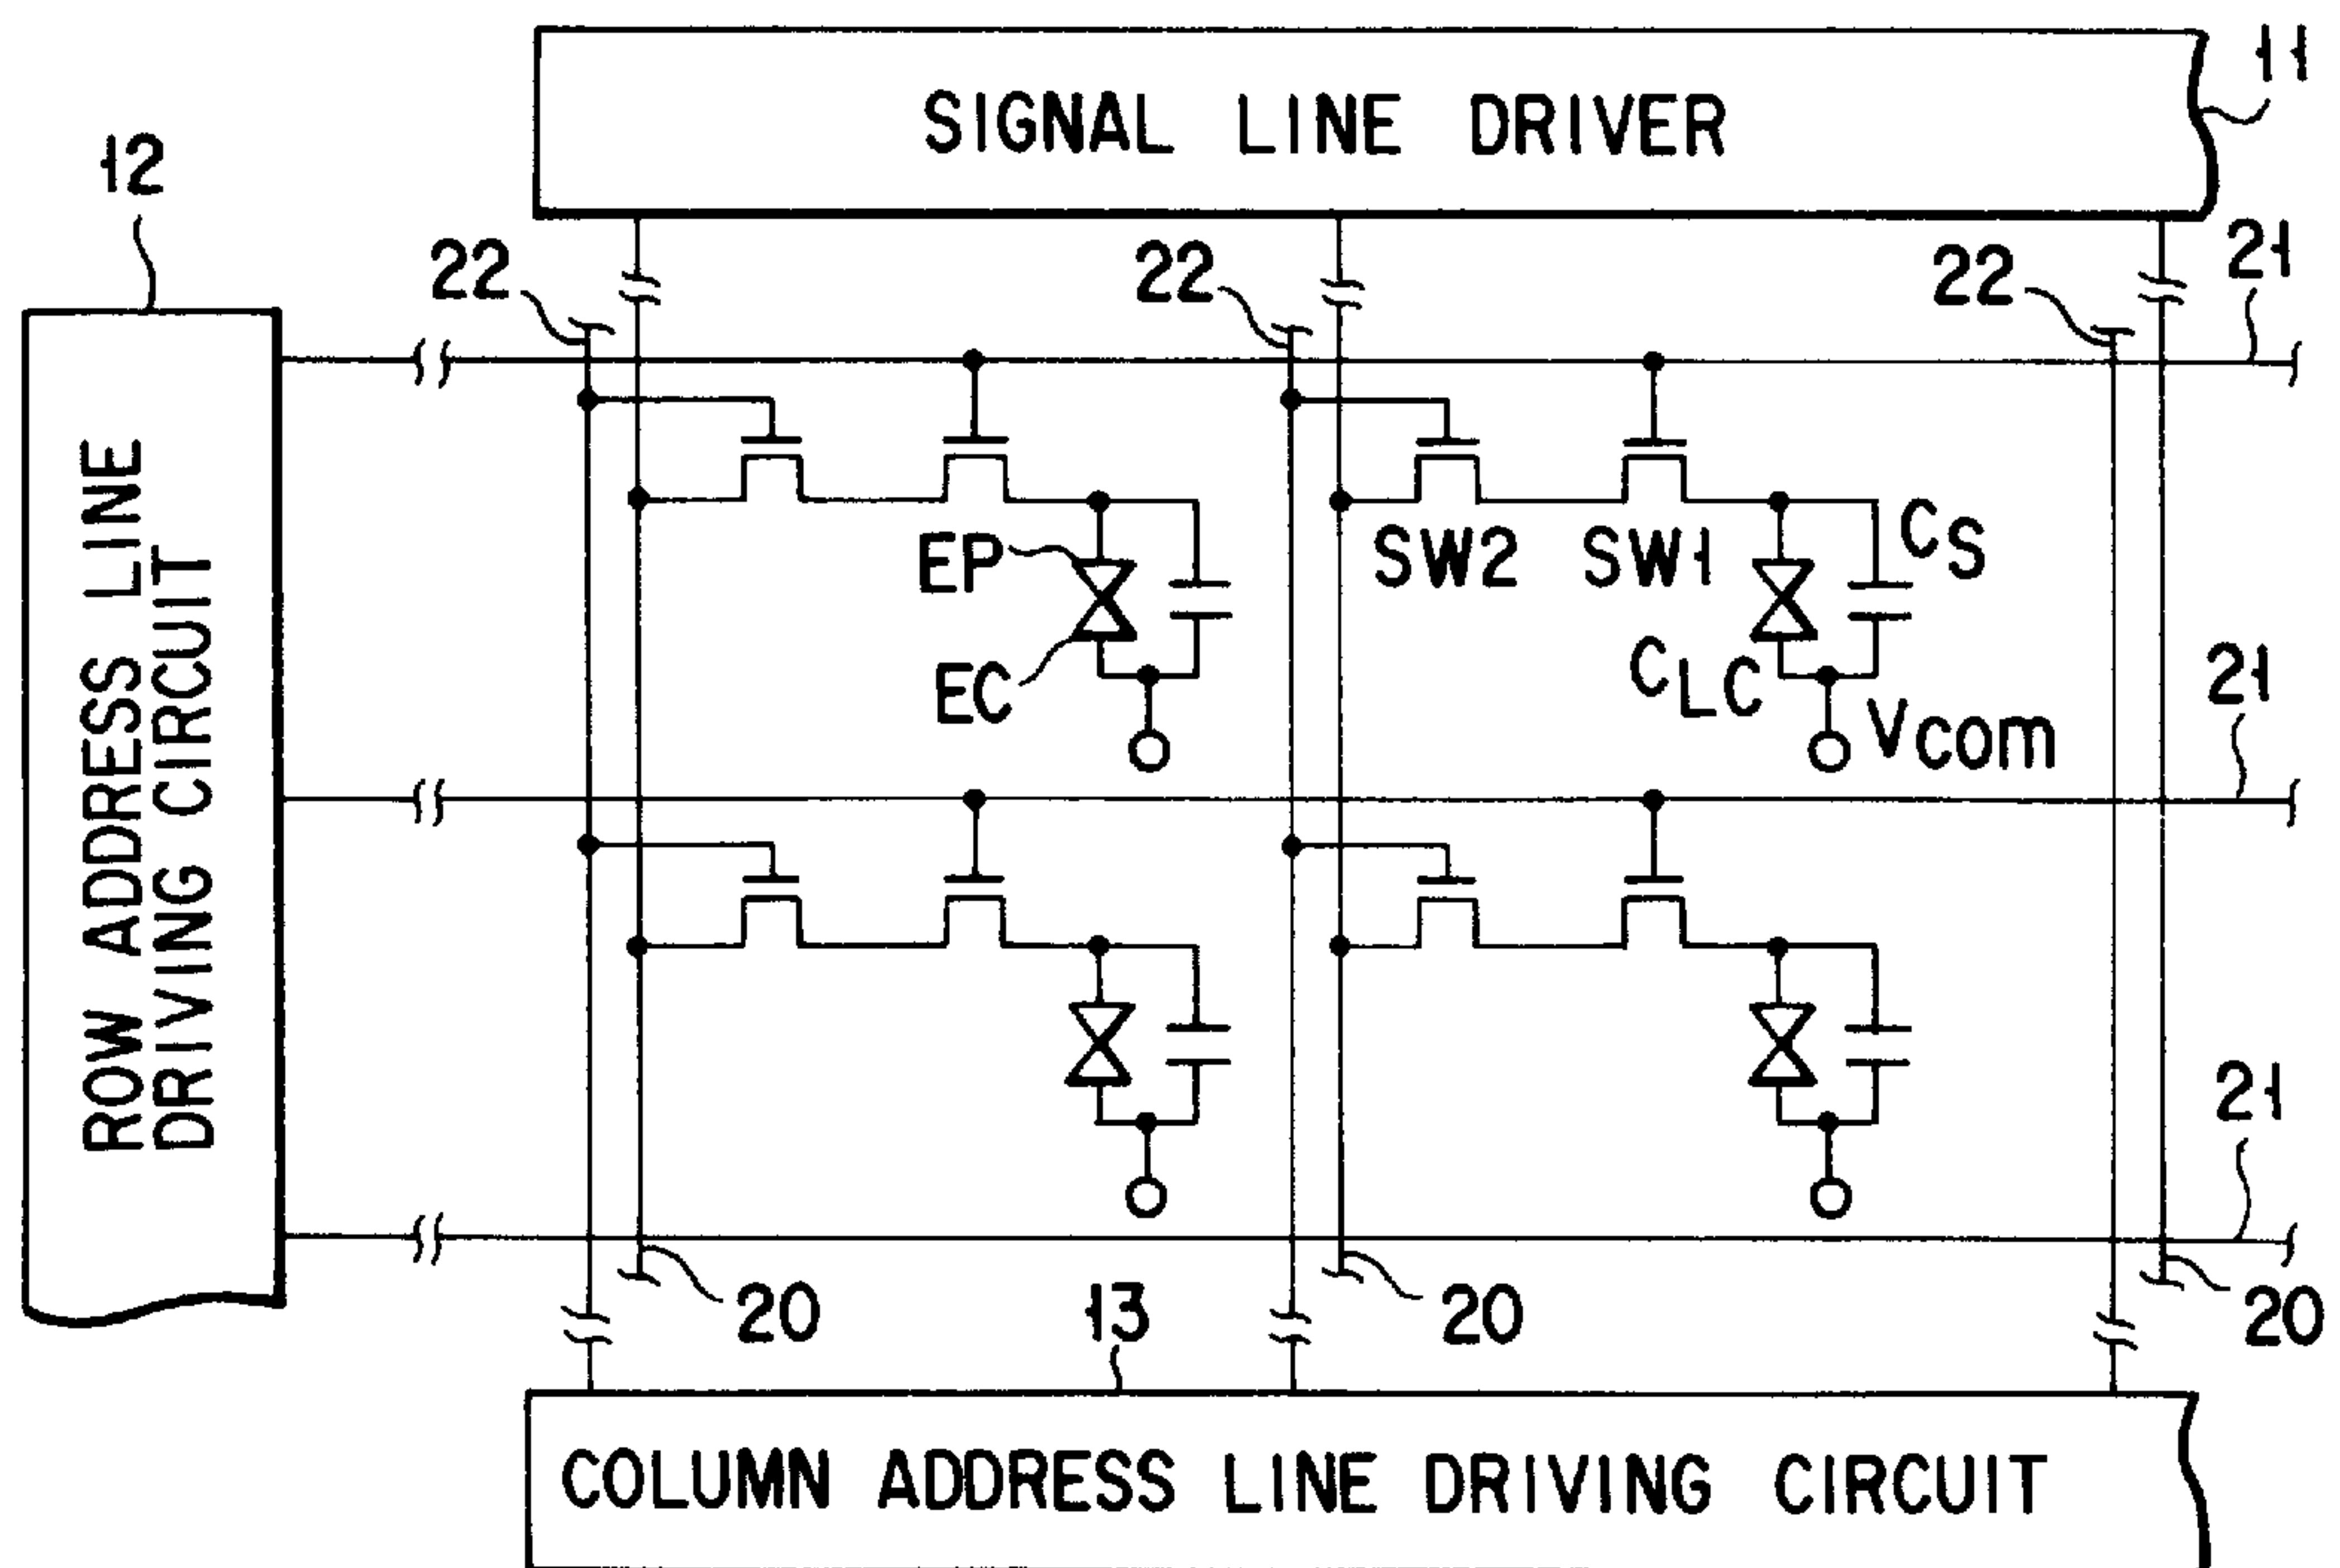 SIGNAL LINE DRIVER
11
12
22
22
22
21
ROW ADDRESS LINE
DRIVING CIRCUIT
EP
EC
SW2
SW1
CS
CLC
Vcom
21
21
20
13
20
20
COLUMN ADDRESS LINE DRIVING CIRCUIT